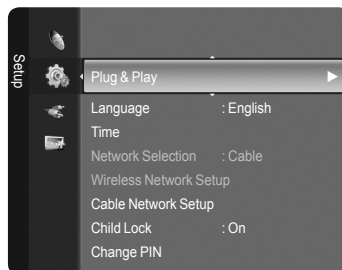 Setup
Plug & Play
Language : English
Time
Network Selection : Cable
Wireless Network Setup
Cable Network Setup
Child Lock : On
Change PIN